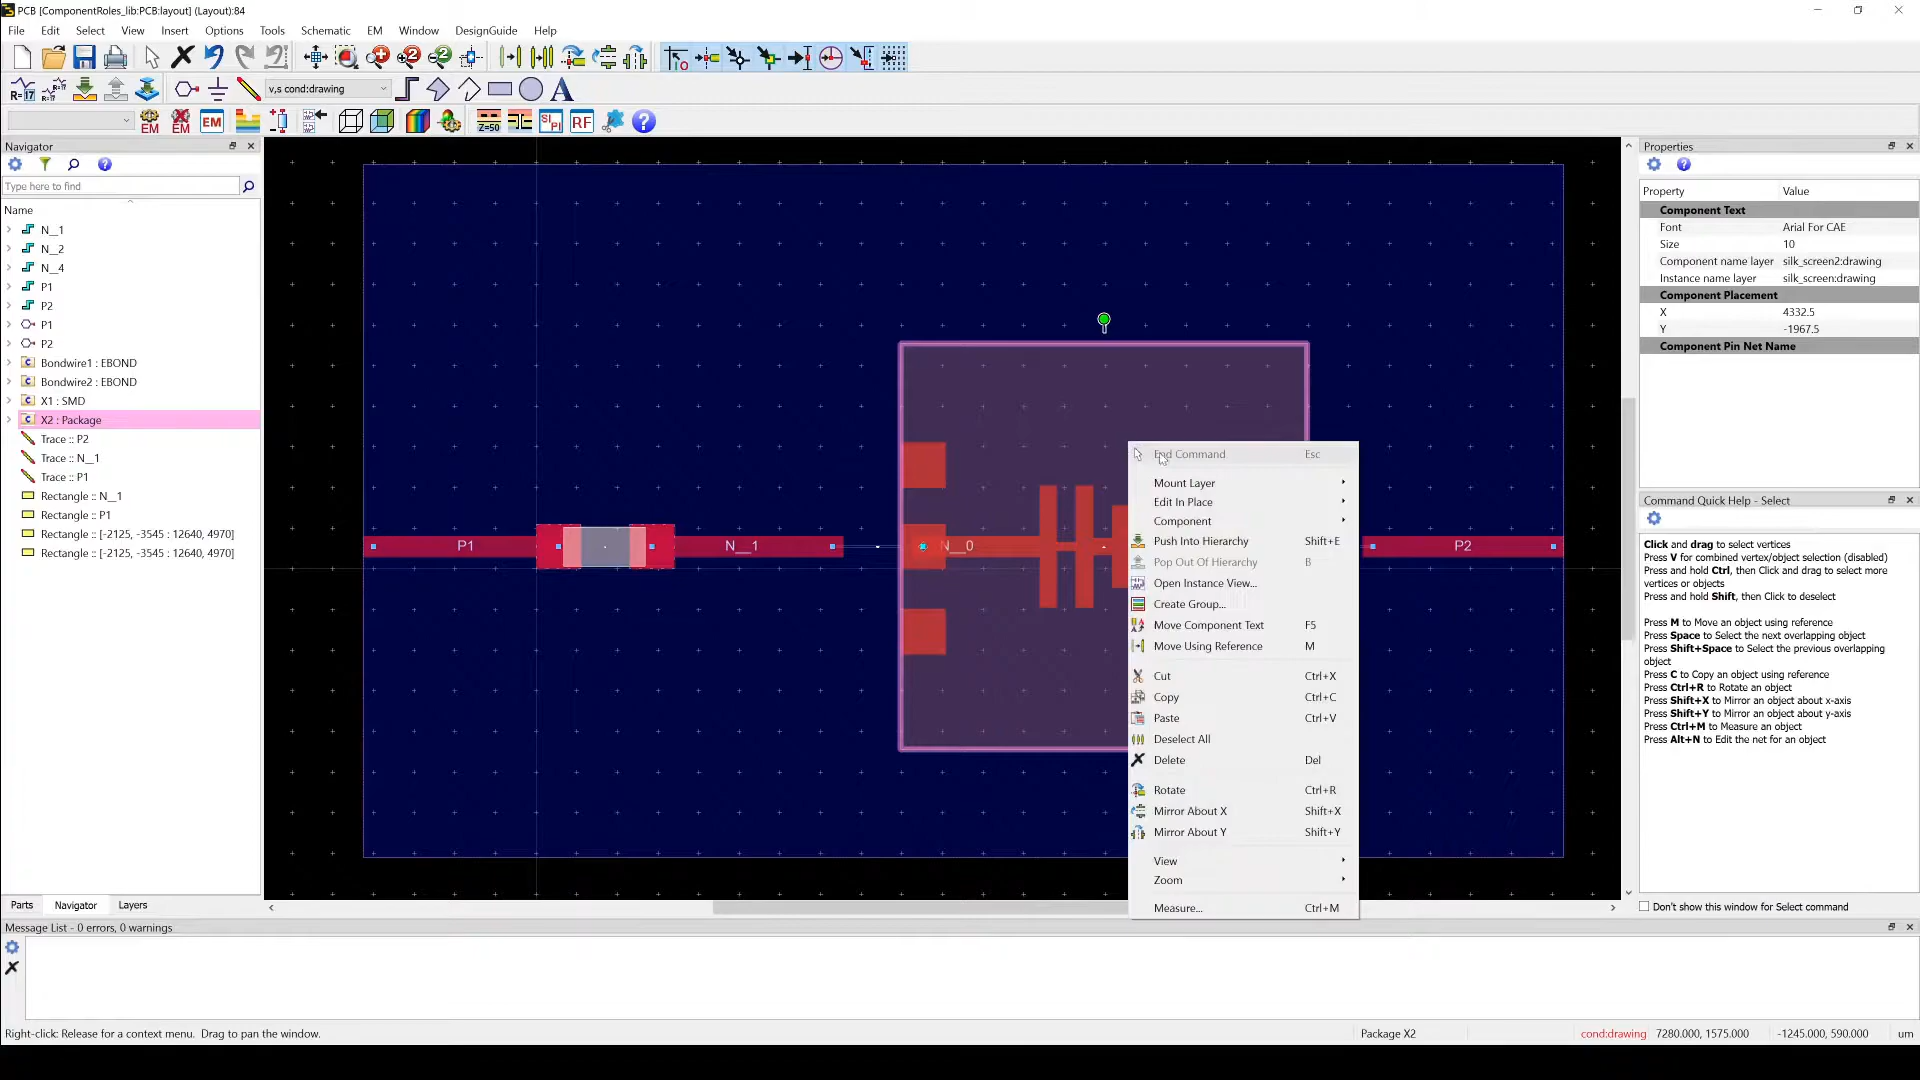 PCB [ComponentRoles_lib:PCB:layout] (Layout):84
File Edit Select View Insert Options Tools Schematic EM Window DesignGuide Help
v,s cond:drawing
R=17
EM EM EM Z=50 SI PI RF
Navigator
Type here to find
Name
N__1
N__2
N__4
P1
P2
P1
P2
Bondwire1 : EBOND
Bondwire2 : EBOND
X1 : SMD
X2 : Package
Trace :: P2
Trace :: N__1
Trace :: P1
Rectangle :: N__1
Rectangle :: P1
Rectangle :: [-2125, -3545 : 12640, 4970]
Rectangle :: [-2125, -3545 : 12640, 4970]
Parts Navigator Layers
P1
N__1
N__0
P2
End Command Esc
Mount Layer
Edit In Place
Component
Push Into Hierarchy Shift+E
Pop Out Of Hierarchy B
Open Instance View...
Create Group...
Move Component Text F5
Move Using Reference M
Cut Ctrl+X
Copy Ctrl+C
Paste Ctrl+V
Deselect All
Delete Del
Rotate Ctrl+R
Mirror About X Shift+X
Mirror About Y Shift+Y
View
Zoom
Measure... Ctrl+M
Properties
Property Value
Component Text
Font Arial For CAE
Size 10
Component name layer silk_screen2:drawing
Instance name layer silk_screen:drawing
Component Placement
X 4332.5
Y -1967.5
Component Pin Net Name
Command Quick Help - Select
Click and drag to select vertices
Press V for combined vertex/object selection (disabled)
Press and hold Ctrl, then Click and drag to select more
vertices or objects
Press and hold Shift, then Click to deselect
Press M to Move an object using reference
Press Space to Select the next overlapping object
Press Shift+Space to Select the previous overlapping
object
Press C to Copy an object using reference
Press Ctrl+R to Rotate an object
Press Shift+X to Mirror an object about x-axis
Press Shift+Y to Mirror an object about y-axis
Press Ctrl+M to Measure an object
Press Alt+N to Edit the net for an object
Don't show this window for Select command
Message List - 0 errors, 0 warnings
Right-click: Release for a context menu. Drag to pan the window.
Package X2
cond:drawing 7280.000, 1575.000 -1245.000, 590.000 um